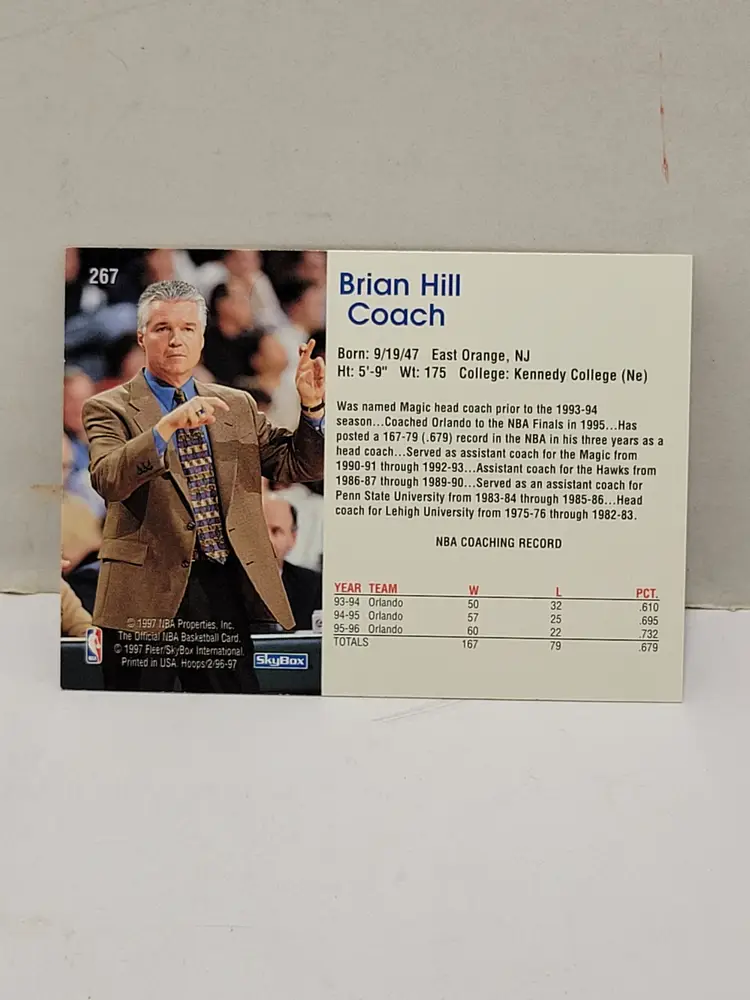 267
Brian Hill
Coach
Born: 9/19/47 East Orange, NJ
Ht: 5'-9" Wt: 175 College: Kennedy College (Ne)
Was named Magic head coach prior to the 1993-94
season...Coached Orlando to the NBA Finals in 1995...Has
posted a 167-79 (.679) record in the NBA in his three years as a
head coach...Served as assistant coach for the Magic from
1990-91 through 1992-93...Assistant coach for the Hawks from
1986-87 through 1989-90...Served as an assistant coach for
Penn State University from 1983-84 through 1985-86...Head
coach for Lehigh University from 1975-76 through 1982-83.
NBA COACHING RECORD
YEAR TEAM W L PCT.
93-94 Orlando 50 32 .610
94-95 Orlando 57 25 .695
95-96 Orlando 60 22 .732
TOTALS 167 79 .679
© 1997 NBA Properties, Inc.
The Official NBA Basketball Card.
© 1997 Fleer/SkyBox International.
Printed in USA. Hoops/2/96-97
SkyBox